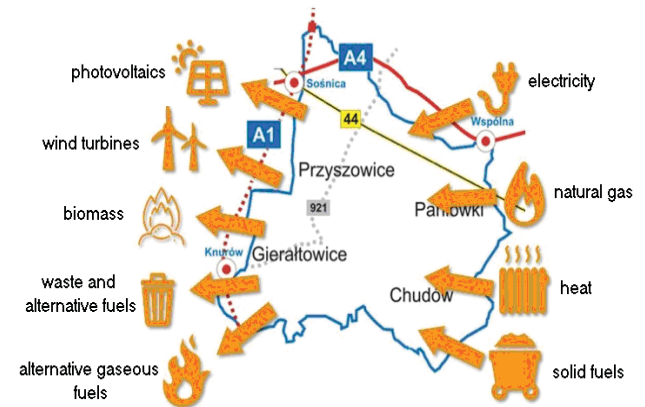 photovoltaics
A4
electricity
Sośnica
wind turbines
A1
44
Wspólna
Przyszowice
biomass
921
Paniówki
natural gas
Knurów
Gierałtowice
waste and
alternative fuels
Chudów
heat
alternative gaseous
fuels
solid fuels